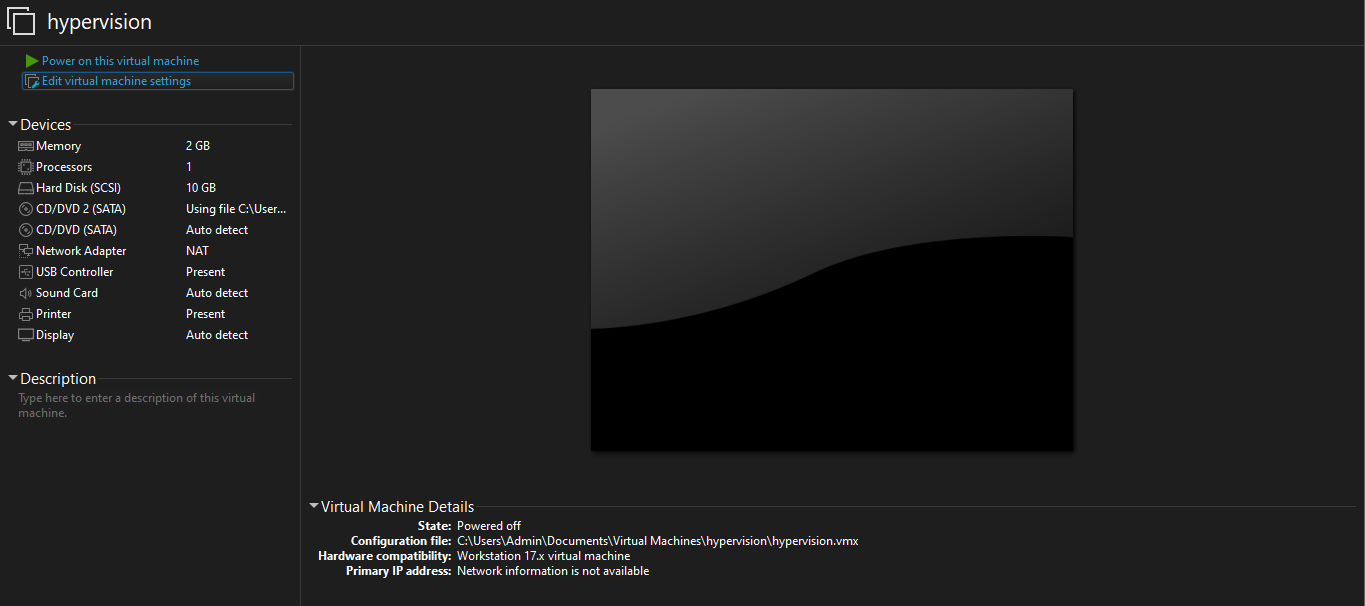 hypervision
Power on this virtual machine
Edit virtual machine settings
Devices
Memory 2 GB
Processors 1
Hard Disk (SCSI) 10 GB
CD/DVD 2 (SATA) Using file C:\User...
CD/DVD (SATA) Auto detect
Network Adapter NAT
USB Controller Present
Sound Card Auto detect
Printer Present
Display Auto detect
Description
Type here to enter a description of this virtual
machine.
Virtual Machine Details
State: Powered off
Configuration file: C:\Users\Admin\Documents\Virtual Machines\hypervision\hypervision.vmx
Hardware compatibility: Workstation 17.x virtual machine
Primary IP address: Network information is not available